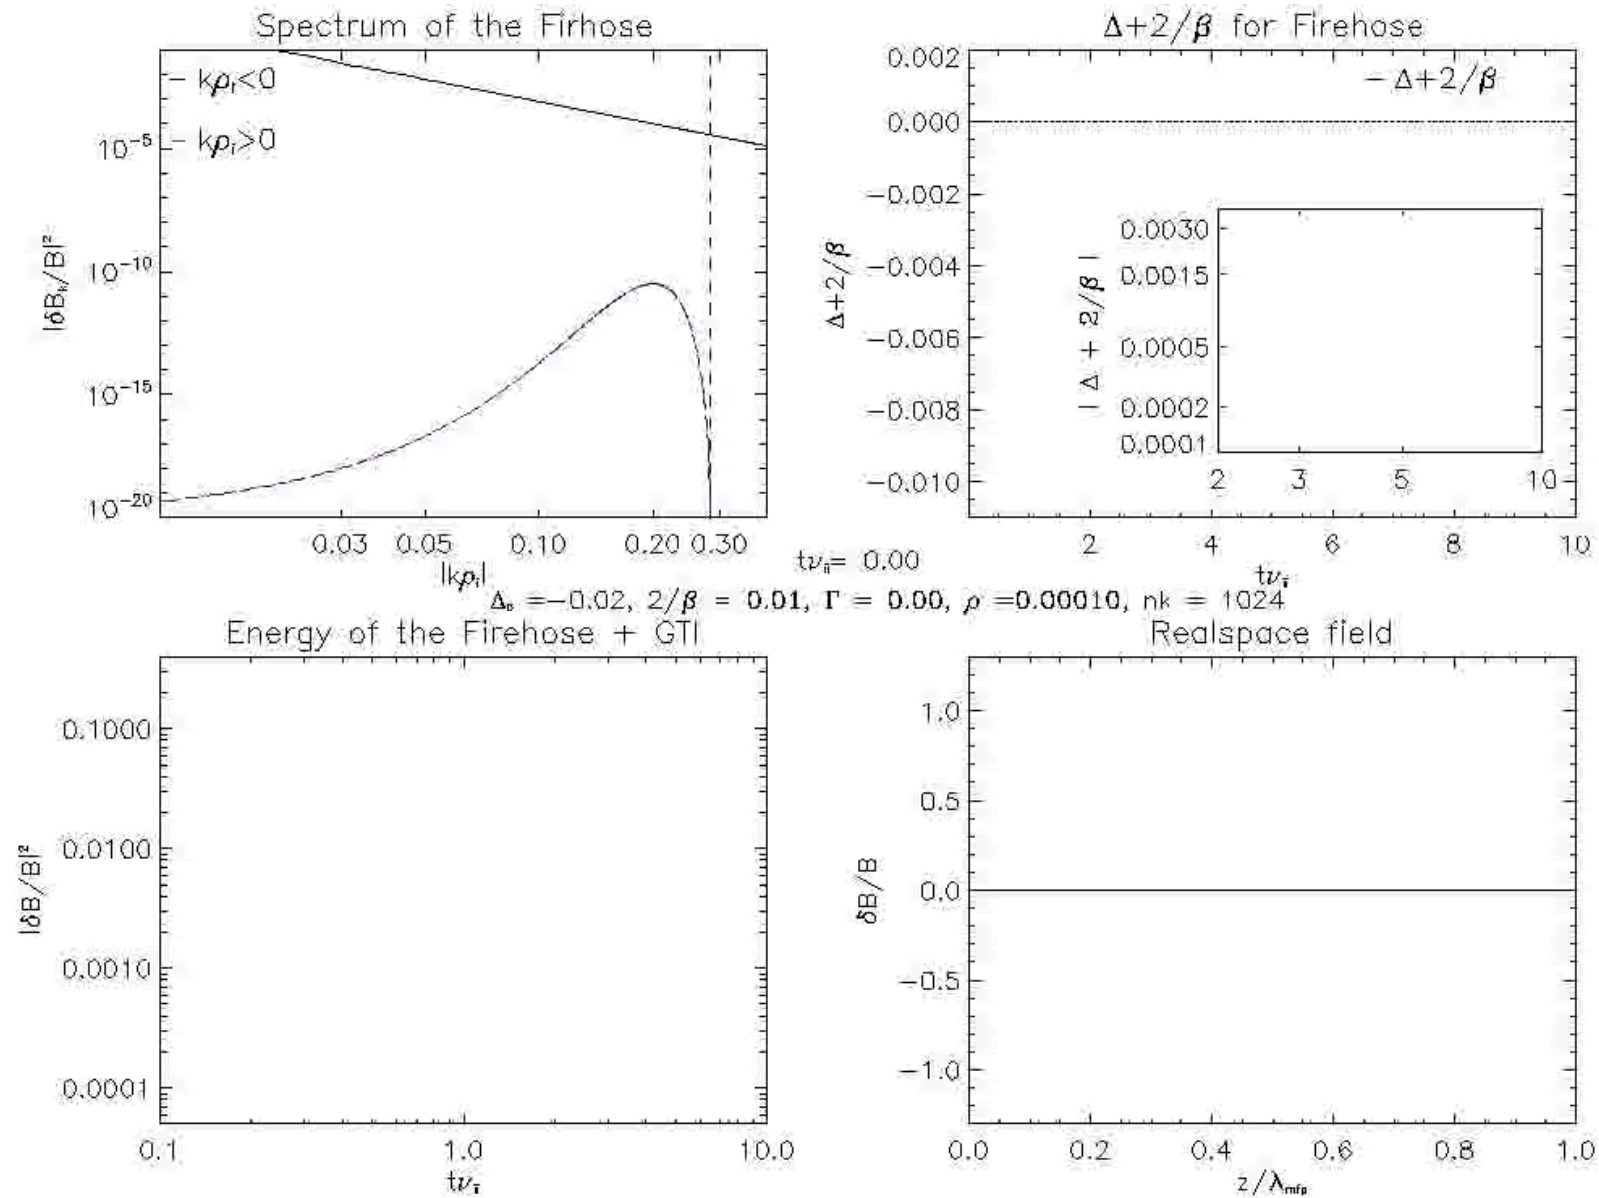 Spectrum of the Firhose
- kρᵢ<0
- kρᵢ>0
10⁻⁵
10⁻¹⁰
10⁻¹⁵
10⁻²⁰
|δBₖ/B|²
0.03 0.05 0.10 0.20 0.30
|kρᵢ|
Δ+2/β for Firehose
- Δ+2/β
0.002
0.000
−0.002
−0.004
−0.006
−0.008
−0.010
Δ+2/β
0.0030
0.0015
0.0005
0.0002
0.0001
| Δ + 2/β |
2 3 5 10
2 4 6 8 10
tνᵢᵢ
tνᵢᵢ= 0.00
Δ₀ =−0.02, 2/β = 0.01, Γ = 0.00, ρ =0.00010, nk = 1024
Energy of the Firehose + GTI
0.1000
0.0100
0.0010
0.0001
|δB/B|²
0.1 1.0 10.0
tνᵢᵢ
Realspace field
1.0
0.5
0.0
−0.5
−1.0
δB/B
0.0 0.2 0.4 0.6 0.8 1.0
z/λₘfₚ